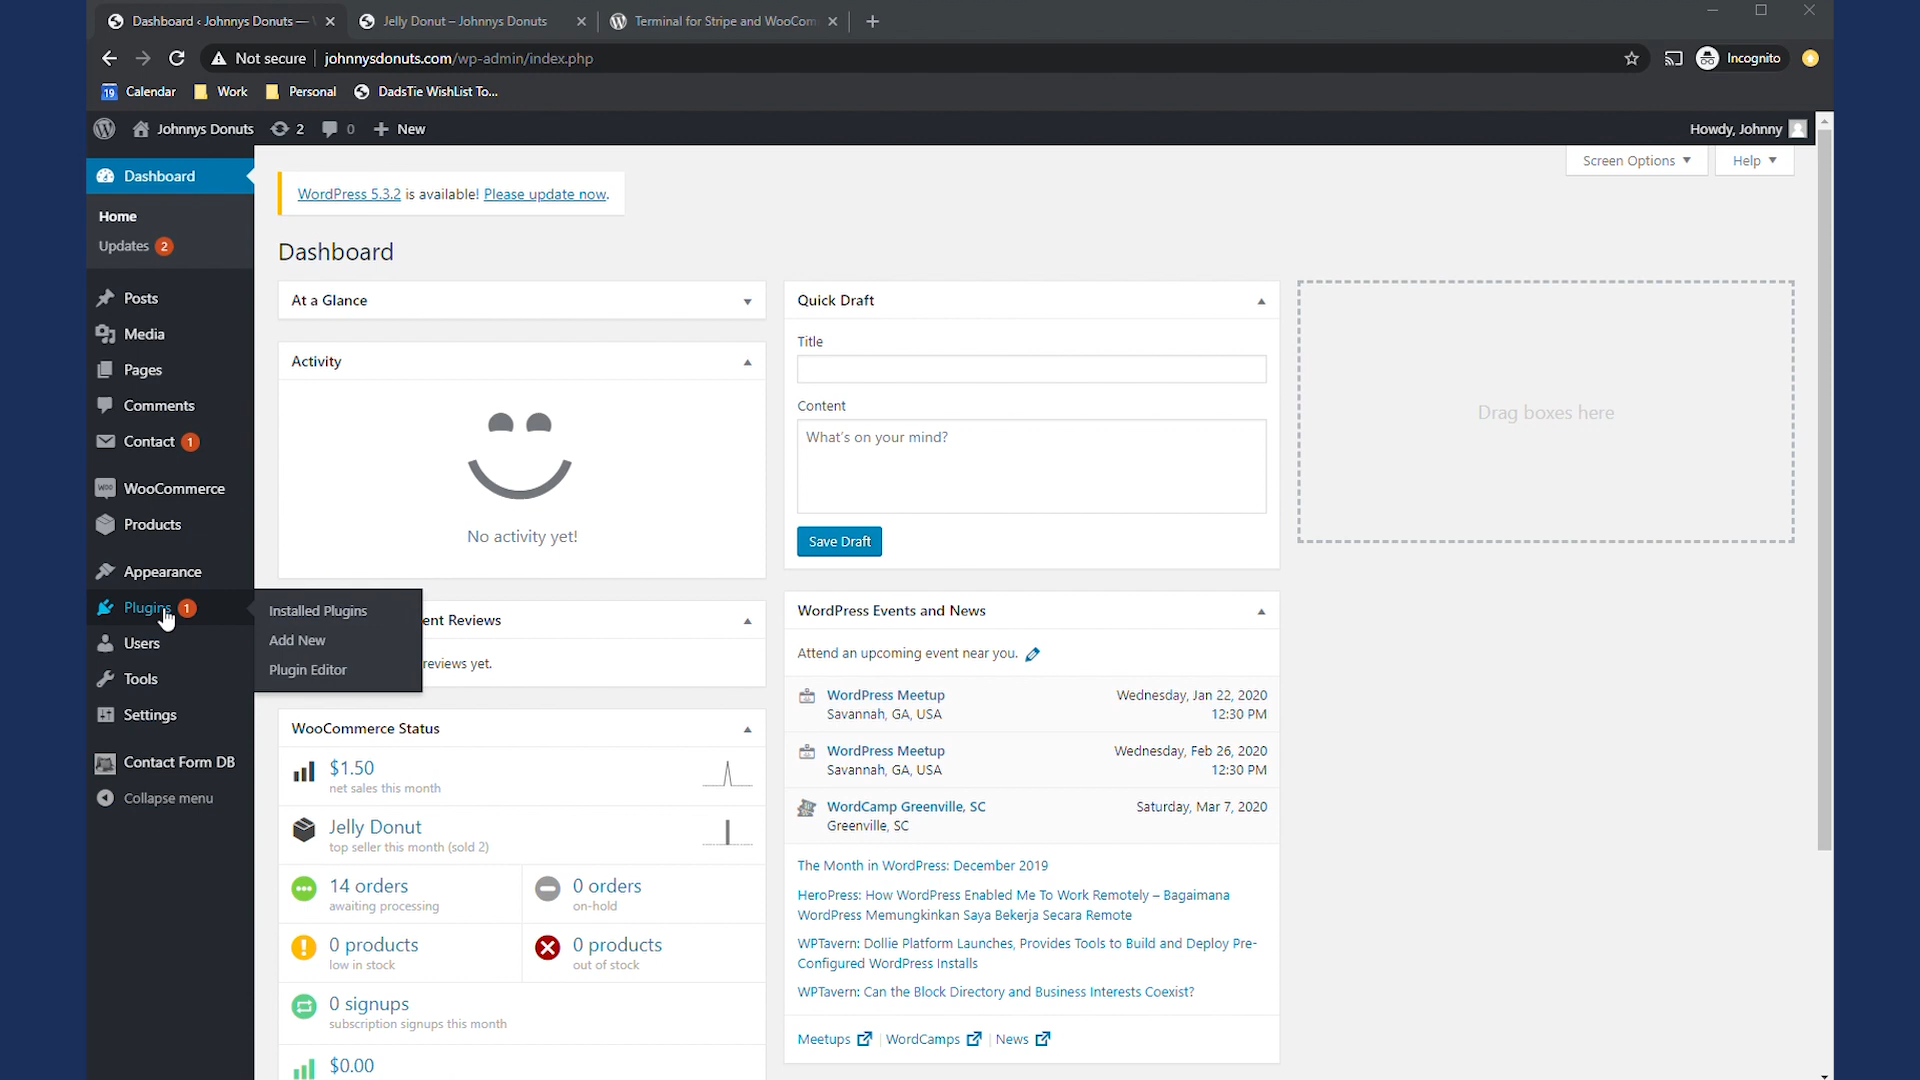 Dashboard ‹ Johnnys Donuts —
Jelly Donut – Johnnys Donuts
Terminal for Stripe and WooCom
Not secure
johnnysdonuts.com/wp-admin/index.php
Incognito
19
Calendar
Work
Personal
DadsTie WishList To...
Johnnys Donuts
2
0
New
Howdy, Johnny
Screen Options
Help
WordPress 5.3.2 is available! Please update now.
Dashboard
Home
Updates 2
Posts
Media
Pages
Comments
Contact 1
WOO
WooCommerce
Products
Appearance
Plugins 1
Installed Plugins
Add New
Plugin Editor
Users
Tools
Settings
Contact Form DB
Collapse menu
Dashboard
At a Glance
Activity
No activity yet!
ent Reviews
reviews yet.
WooCommerce Status
$1.50
net sales this month
Jelly Donut
top seller this month (sold 2)
14 orders
awaiting processing
0 orders
on-hold
0 products
low in stock
0 products
out of stock
0 signups
subscription signups this month
$0.00
Quick Draft
Title
Content
What's on your mind?
Save Draft
WordPress Events and News
Attend an upcoming event near you.
WordPress Meetup
Savannah, GA, USA
Wednesday, Jan 22, 2020
12:30 PM
WordPress Meetup
Savannah, GA, USA
Wednesday, Feb 26, 2020
12:30 PM
WordCamp Greenville, SC
Greenville, SC
Saturday, Mar 7, 2020
The Month in WordPress: December 2019
HeroPress: How WordPress Enabled Me To Work Remotely – Bagaimana
WordPress Memungkinkan Saya Bekerja Secara Remote
WPTavern: Dollie Platform Launches, Provides Tools to Build and Deploy Pre-
Configured WordPress Installs
WPTavern: Can the Block Directory and Business Interests Coexist?
Meetups | WordCamps | News
Drag boxes here